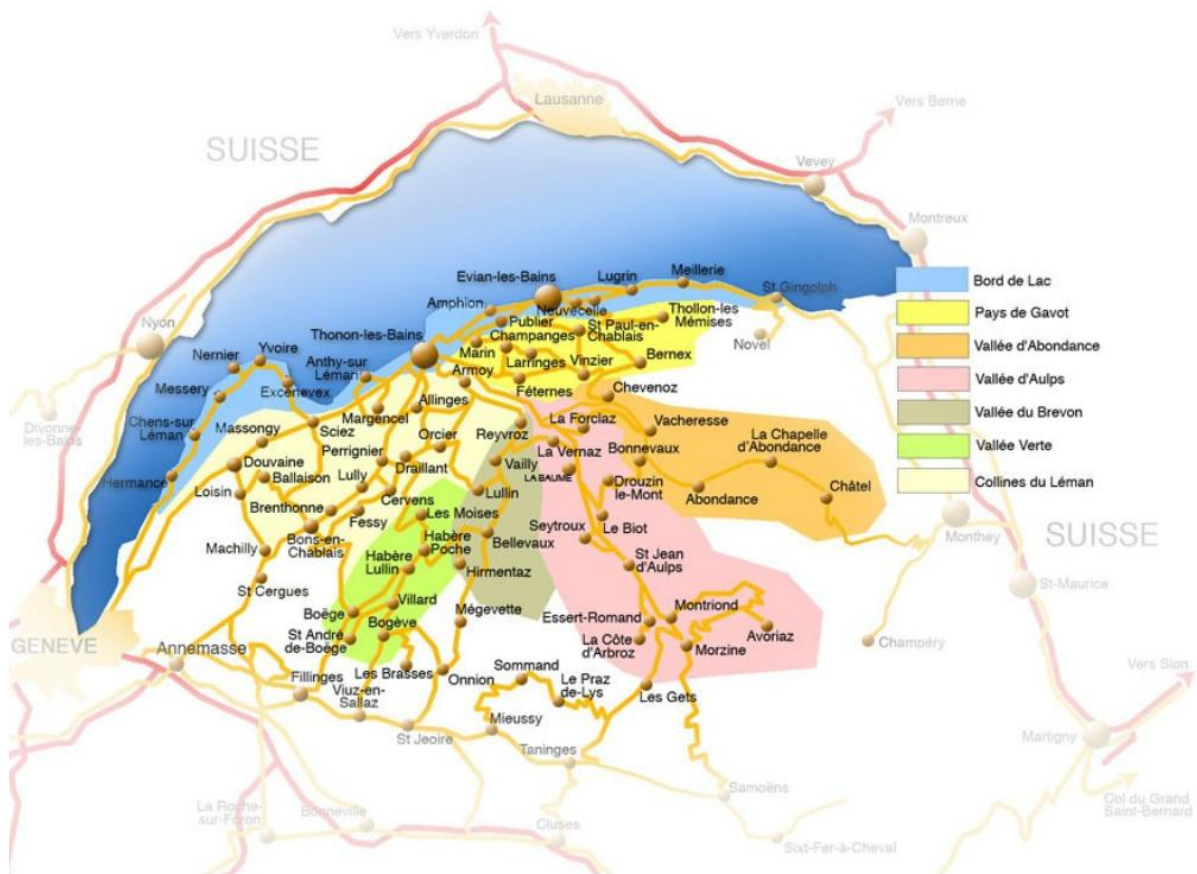 Vers Yverdon
Lausanne
Vers Berne
SUISSE
Vevey
Montreux
Evian-les-Bains
Lugrin
Meillerie
St Gingolph
Bord de Lac
Amphion
Neuvecelle
Nyon
Publier
Thollon-les
Mémises
Pays de Gavot
Thonon-les-Bains
Champanges
St Paul-en-
Chablais
Novel
Yvoire
Nernier
Marin
Vallée d'Abondance
Anthy-sur
Léman
Larringes
Vinzier
Bernex
Armoy
Messery
Excenevex
Féternes
Chevenoz
Vallée d'Aulps
Divonne-
les-Bains
Chens-sur
Léman
Margencel
Allinges
La Forclaz
Vallée du Brevon
Massongy
Sciez
Orcier
Reyvroz
Vacheresse
La Chapelle
d'Abondance
Perrignier
La Vernaz
Bonnevaux
Vallée Verte
Douvaine
Draillant
Vailly
LA BAUME
Hermance
Ballaison
Lully
Drouzin
le-Mont
Collines du Léman
Loisin
Lullin
Abondance
Châtel
Cervens
Brenthonne
Fessy
Les Moises
Seytroux
Le Biot
SUISSE
Monthey
Machilly
Bons-en-
Chablais
Habère
Poche
Bellevaux
Habère
Lullin
St Jean
d'Aulps
Hirmentaz
St-Maurice
St Cergues
Villard
Mégevette
Essert-Romand
Montriond
Boëge
Bogève
Avoriaz
Champéry
GENEVE
St André
de-Boëge
La Côte
d'Arbroz
Morzine
Annemasse
Les Brasses
Onnion
Sommand
Le Praz
de-Lys
Les Gets
Vers Sion
Fillinges
Viuz-en-
Sallaz
Mieussy
St Jeoire
Taninges
Martigny
Samoëns
Col du Grand
Saint-Bernard
La Roche-
sur-Foron
Bonneville
Cluses
Sixt-Fer-à-Cheval